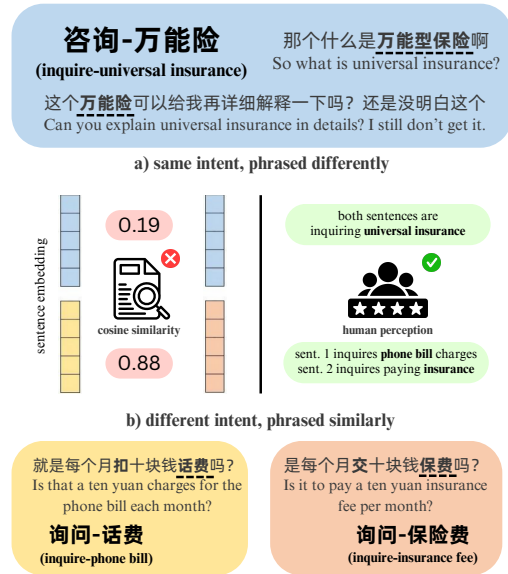 咨询-万能险
(inquire-universal insurance)
那个什么是万能型保险啊
So what is universal insurance?
这个万能险可以给我再详细解释一下吗？还是没明白这个
Can you explain universal insurance in details? I still don't get it.
a) same intent, phrased differently
sentence embedding
0.19
cosine similarity
0.88
both sentences are
inquiring universal insurance
human perception
sent. 1 inquires phone bill charges
sent. 2 inquires paying insurance
b) different intent, phrased similarly
就是每个月扣十块钱话费吗？
Is that a ten yuan charges for the
phone bill each month?
询问-话费
(inquire-phone bill)
是每个月交十块钱保费吗？
Is it to pay a ten yuan insurance
fee per month?
询问-保险费
(inquire-insurance fee)